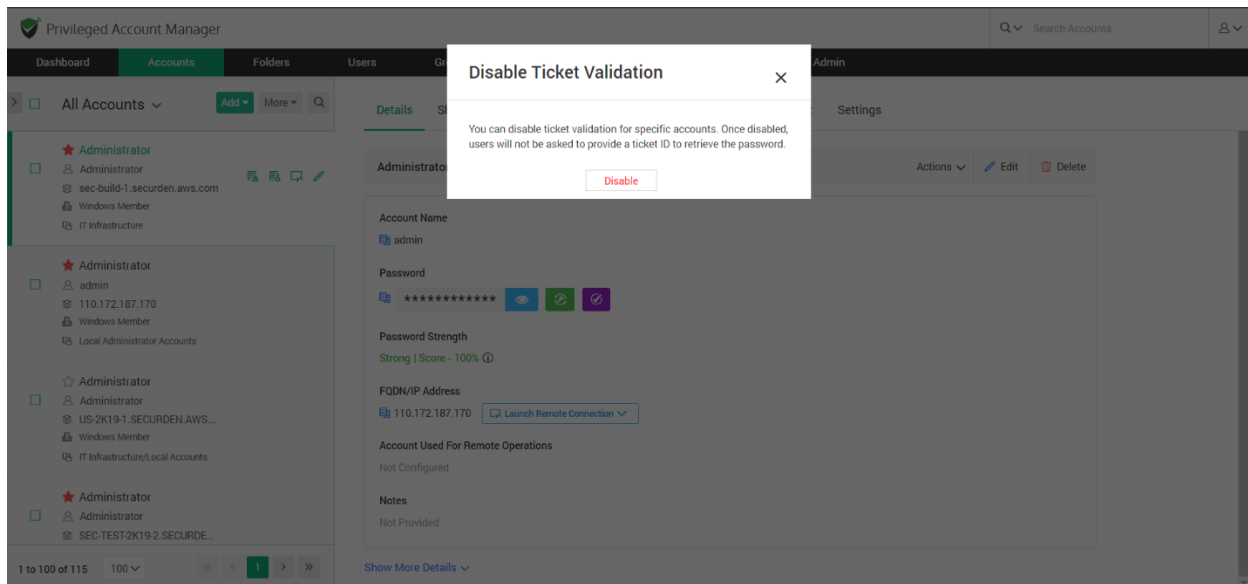 Privileged Account Manager
Search Accounts
Dashboard Accounts Folders Users Admin
All Accounts Add More
Administrator
Administrator
sec-build-1.securden.aws.com
Windows Member
IT Infrastructure
Administrator
admin
110.172.187.170
Windows Member
Local Administrator Accounts
Administrator
Administrator
US-2K19-1.SECURDEN.AWS....
Windows Member
IT Infrastructure/Local Accounts
Administrator
Administrator
SEC-TEST-2K19-2.SECURDE...
1 to 100 of 115 100 « < 1 > »
Disable Ticket Validation
You can disable ticket validation for specific accounts. Once disabled,
users will not be asked to provide a ticket ID to retrieve the password.
Disable
Details Settings
Administrator Actions Edit Delete
Account Name
admin
Password
************
Password Strength
Strong | Score - 100%
FQDN/IP Address
110.172.187.170 Launch Remote Connection
Account Used For Remote Operations
Not Configured
Notes
Not Provided
Show More Details